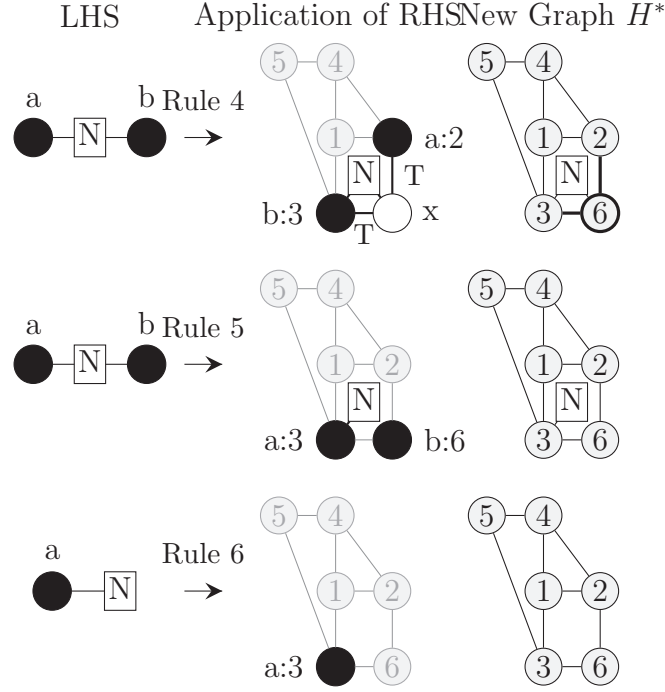 LHS Application of RHS New Graph H*
5 4 5 4
a b Rule 4
N 1 a:2 1 2
N T N
b:3 x 3 6
T
5 4 5 4
a b Rule 5
N 1 2 1 2
N N
a:3 b:6 3 6
5 4 5 4
a Rule 6
N 1 2 1 2
a:3 6 3 6